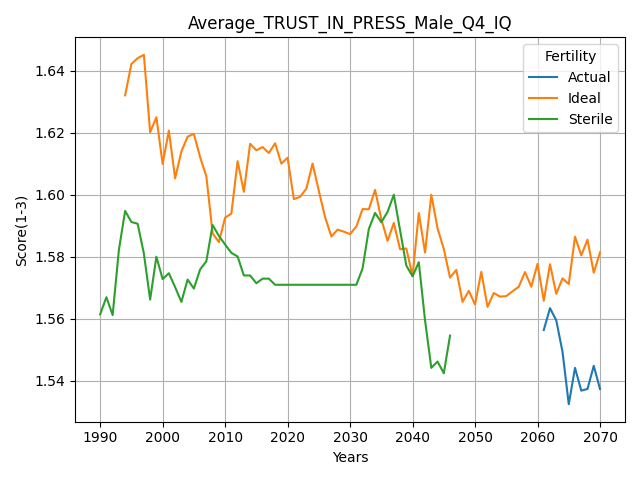 Average_TRUST_IN_PRESS_Male_Q4_IQ
Score(1-3)
1.64
1.62
1.60
1.58
1.56
1.54
Fertility
Actual
Ideal
Sterile
1990 2000 2010 2020 2030 2040 2050 2060 2070
Years